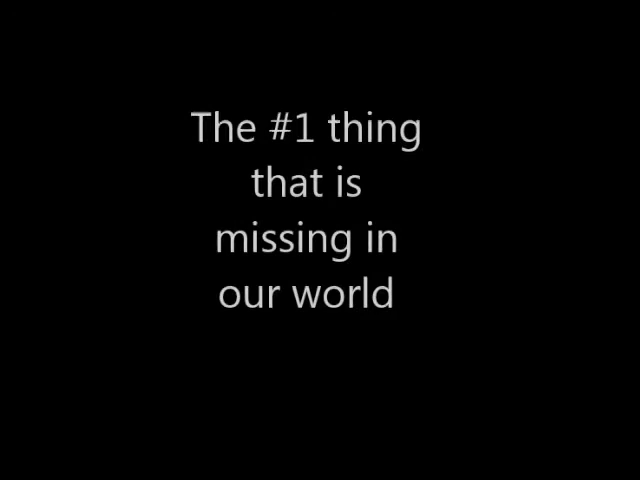 The #1 thing
that is
missing in
our world